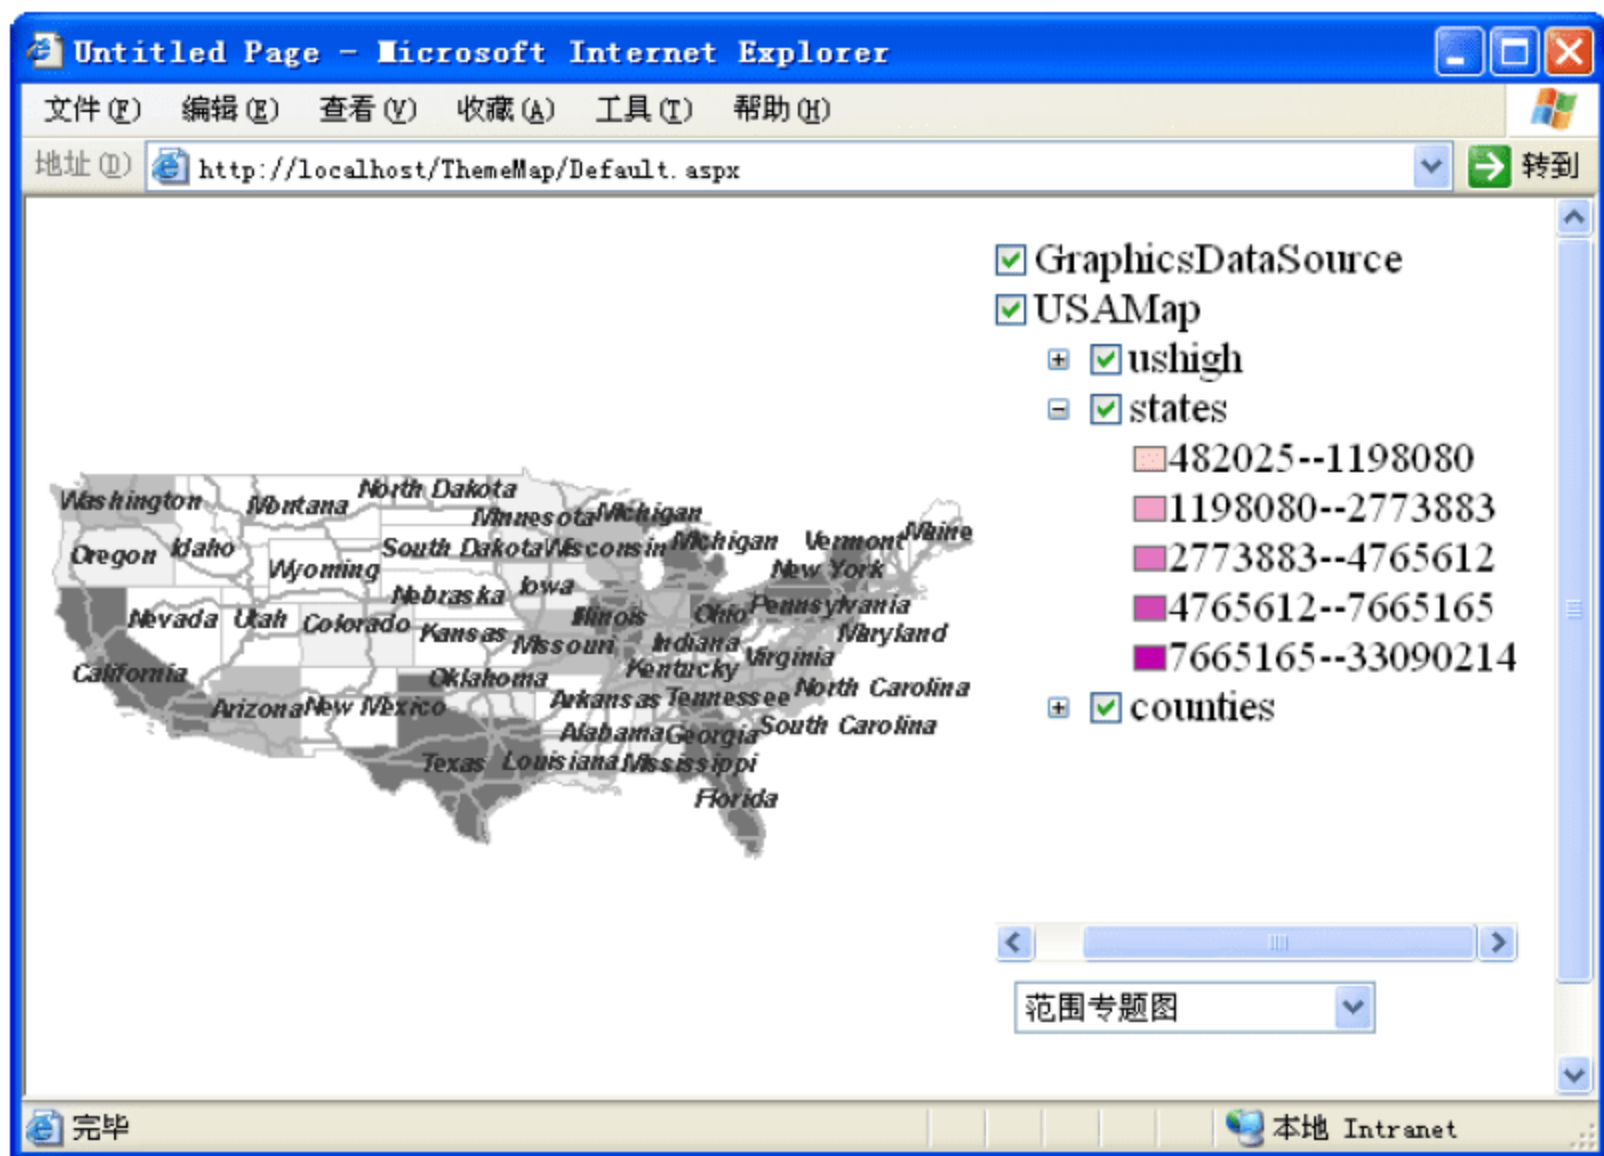 Untitled Page - Microsoft Internet Explorer
文件(F) 编辑(E) 查看(V) 收藏(A) 工具(T) 帮助(H)
地址(D) http://localhost/ThemeMap/Default.aspx 转到
GraphicsDataSource
USAMap
ushigh
states
482025--1198080
1198080--2773883
2773883--4765612
4765612--7665165
7665165--33090214
counties
Washington
Montana
North Dakota
Minnesota
Michigan
Oregon
Idaho
South Dakota
Wisconsin
Michigan
Vermont
Maine
Wyoming
New York
Nebraska
Iowa
Nevada
Utah
Colorado
Kansas
Illinois
Ohio
Pennsylvania
Missouri
Indiana
Maryland
California
Kentucky
Virginia
Oklahoma
Arizona
New Mexico
Arkansas
Tennessee
North Carolina
Alabama
Georgia
South Carolina
Texas
Louisiana
Mississippi
Florida
范围专题图
完毕
本地 Intranet